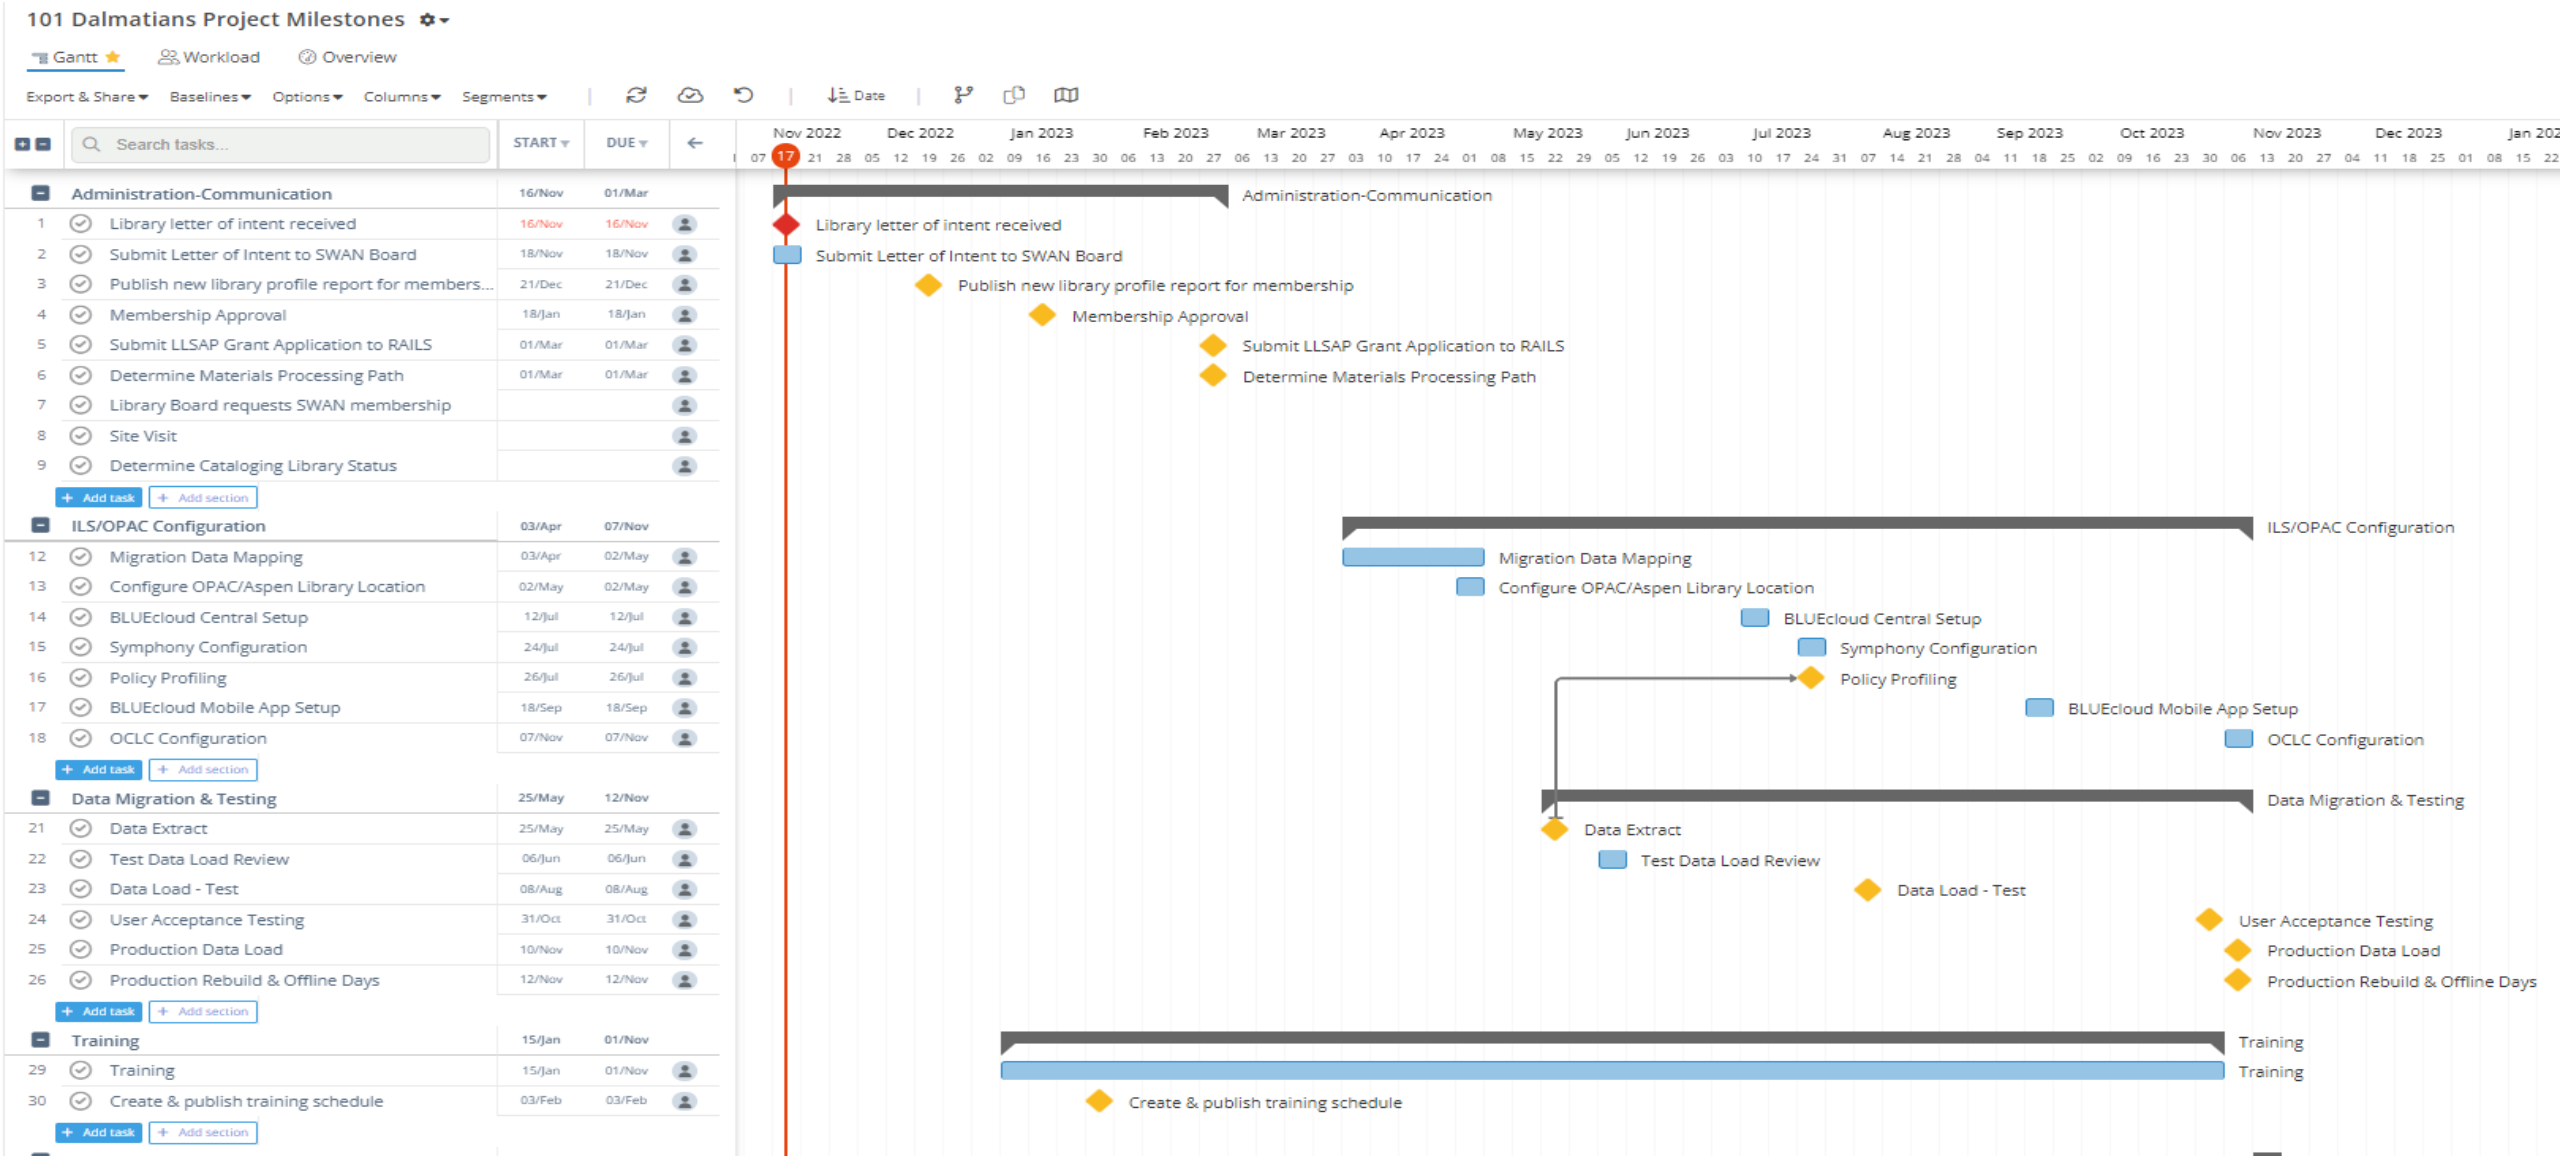 101 Dalmatians Project Milestones
Gantt Workload Overview
Export & Share Baselines Options Columns Segments Date
Search tasks... START DUE
Nov 2022 Dec 2022 Jan 2023 Feb 2023 Mar 2023 Apr 2023 May 2023 Jun 2023 Jul 2023 Aug 2023 Sep 2023 Oct 2023 Nov 2023 Dec 2023 Jan 202
07 17 21 28 05 12 19 26 02 09 16 23 30 06 13 20 27 06 13 20 27 03 10 17 24 01 08 15 22 29 05 12 19 26 03 10 17 24 31 07 14 21 28 04 11 18 25 02 09 16 23 30 06 13 20 27 04 11 18 25 01 08 15 22
Administration-Communication 16/Nov 01/Mar Administration-Communication
1 Library letter of intent received 16/Nov 16/Nov Library letter of intent received
2 Submit Letter of Intent to SWAN Board 18/Nov 18/Nov Submit Letter of Intent to SWAN Board
3 Publish new library profile report for members... 21/Dec 21/Dec Publish new library profile report for membership
4 Membership Approval 18/Jan 18/Jan Membership Approval
5 Submit LLSAP Grant Application to RAILS 01/Mar 01/Mar Submit LLSAP Grant Application to RAILS
6 Determine Materials Processing Path 01/Mar 01/Mar Determine Materials Processing Path
7 Library Board requests SWAN membership
8 Site Visit
9 Determine Cataloging Library Status
+ Add task + Add section
ILS/OPAC Configuration 03/Apr 07/Nov ILS/OPAC Configuration
12 Migration Data Mapping 03/Apr 02/May Migration Data Mapping
13 Configure OPAC/Aspen Library Location 02/May 02/May Configure OPAC/Aspen Library Location
14 BLUEcloud Central Setup 12/Jul 12/Jul BLUEcloud Central Setup
15 Symphony Configuration 24/Jul 24/Jul Symphony Configuration
16 Policy Profiling 26/Jul 26/Jul Policy Profiling
17 BLUEcloud Mobile App Setup 18/Sep 18/Sep BLUEcloud Mobile App Setup
18 OCLC Configuration 07/Nov 07/Nov OCLC Configuration
+ Add task + Add section
Data Migration & Testing 25/May 12/Nov Data Migration & Testing
21 Data Extract 25/May 25/May Data Extract
22 Test Data Load Review 06/Jun 06/Jun Test Data Load Review
23 Data Load - Test 08/Aug 08/Aug Data Load - Test
24 User Acceptance Testing 31/Oct 31/Oct User Acceptance Testing
25 Production Data Load 10/Nov 10/Nov Production Data Load
26 Production Rebuild & Offline Days 12/Nov 12/Nov Production Rebuild & Offline Days
+ Add task + Add section
Training 15/Jan 01/Nov Training
29 Training 15/Jan 01/Nov Training
30 Create & publish training schedule 03/Feb 03/Feb Create & publish training schedule
+ Add task + Add section